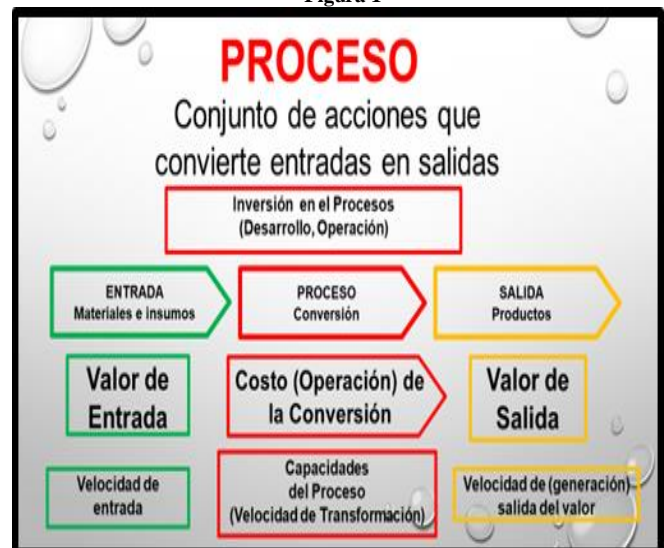 Figura 1
PROCESO
Conjunto de acciones que
convierte entradas en salidas
Inversión en el Procesos
(Desarrollo, Operación)
ENTRADA
Materiales e insumos
PROCESO
Conversión
SALIDA
Productos
Valor de
Entrada
Costo (Operación) de
la Conversión
Valor de
Salida
Velocidad de
entrada
Capacidades
del Proceso
(Velocidad de Transformación)
Velocidad de (generación)
salida del valor